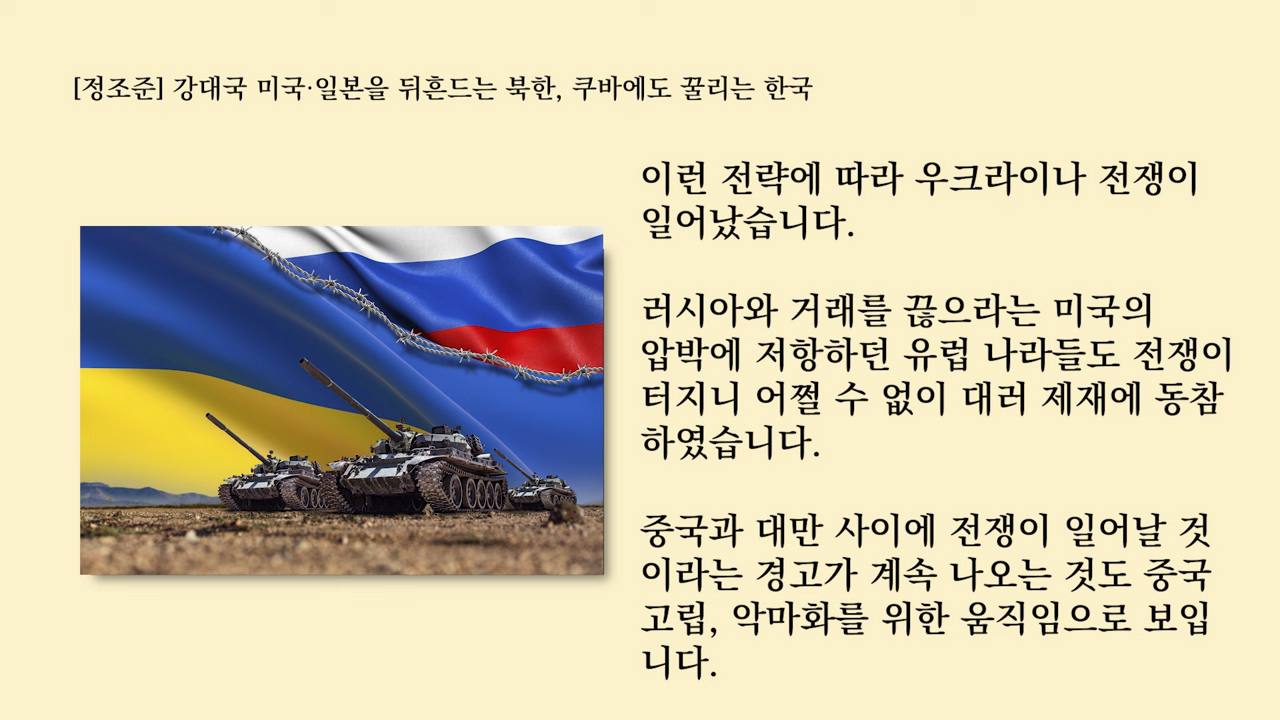 [정조준] 강대국 미국·일본을 뒤흔드는 북한, 쿠바에도 꿀리는 한국
이런 전략에 따라 우크라이나 전쟁이
일어났습니다.
러시아와 거래를 끊으라는 미국의
압박에 저항하던 유럽 나라들도 전쟁이
터지니 어쩔 수 없이 대러 제재에 동참
하였습니다.
중국과 대만 사이에 전쟁이 일어날 것
이라는 경고가 계속 나오는 것도 중국
고립, 악마화를 위한 움직임으로 보입
니다.